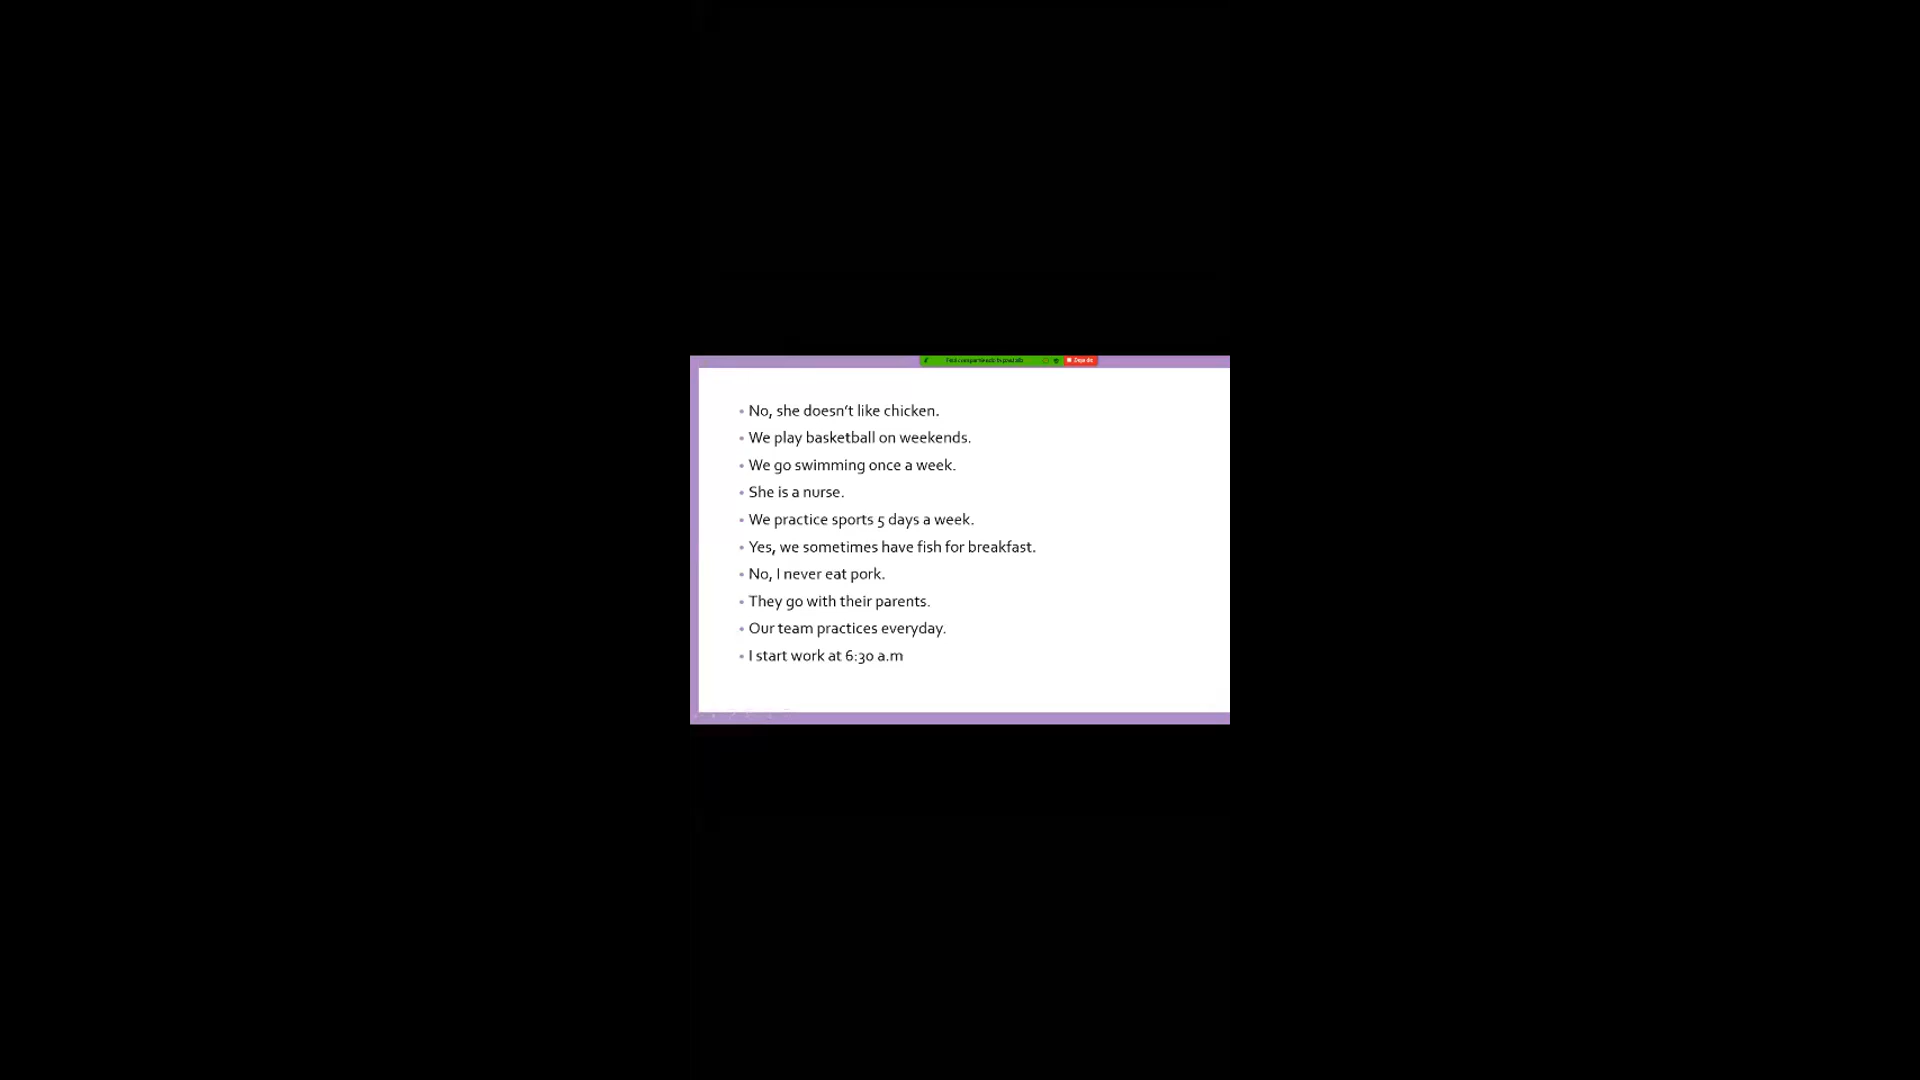 Deja de
• No, she doesn't like chicken.
• We play basketball on weekends.
• We go swimming once a week.
• She is a nurse.
• We practice sports 5 days a week.
• Yes, we sometimes have fish for breakfast.
• No, I never eat pork.
• They go with their parents.
• Our team practices everyday.
• I start work at 6:30 a.m